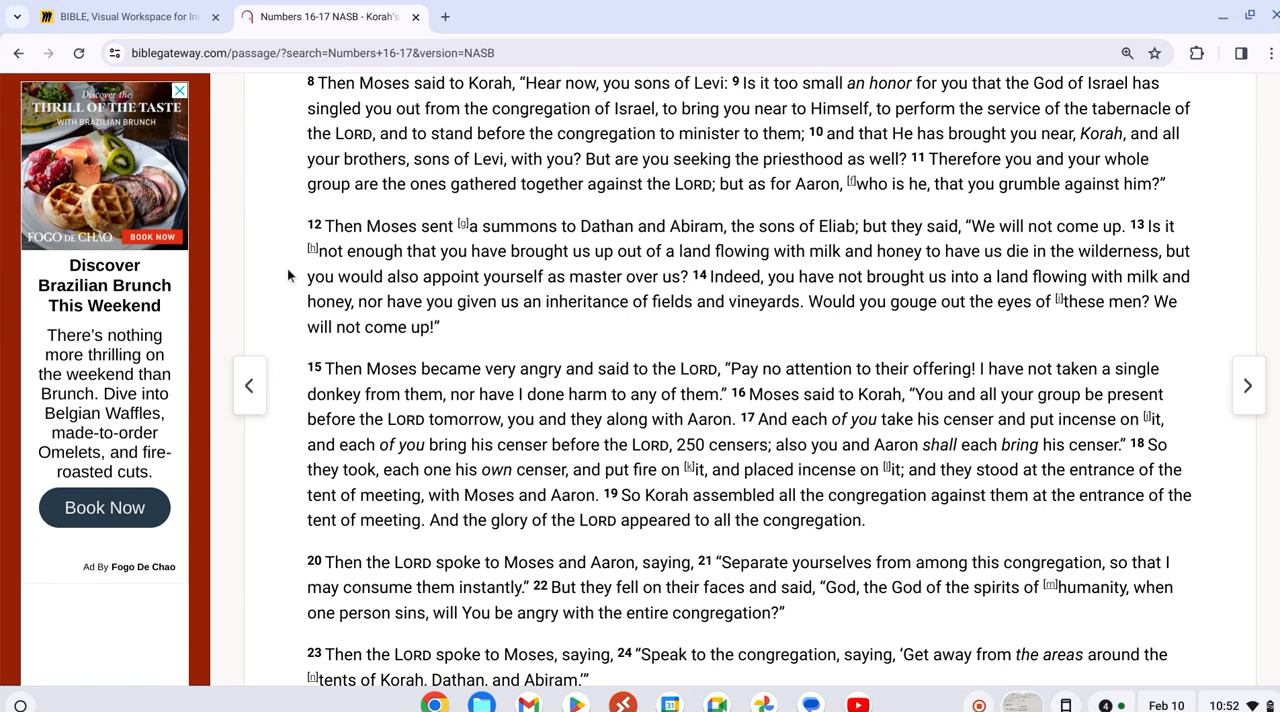 BIBLE, Visual Workspace for In
Numbers 16-17 NASB - Korah's
biblegateway.com/passage/?search=Numbers+16-17&version=NASB
Discover the
THRILL OF THE TASTE
WITH BRAZILIAN BRUNCH
FOGO DE CHAO
BOOK NOW
Discover
Brazilian Brunch
This Weekend
There's nothing
more thrilling on
the weekend than
Brunch. Dive into
Belgian Waffles,
made-to-order
Omelets, and fire-
roasted cuts.
Book Now
Ad By Fogo De Chao
8 Then Moses said to Korah, “Hear now, you sons of Levi: 9 Is it too small an honor for you that the God of Israel has
singled you out from the congregation of Israel, to bring you near to Himself, to perform the service of the tabernacle of
the LORD, and to stand before the congregation to minister to them; 10 and that He has brought you near, Korah, and all
your brothers, sons of Levi, with you? But are you seeking the priesthood as well? 11 Therefore you and your whole
group are the ones gathered together against the LORD; but as for Aaron, [f]who is he, that you grumble against him?”
12 Then Moses sent [g]a summons to Dathan and Abiram, the sons of Eliab; but they said, “We will not come up. 13 Is it
[h]not enough that you have brought us up out of a land flowing with milk and honey to have us die in the wilderness, but
you would also appoint yourself as master over us? 14 Indeed, you have not brought us into a land flowing with milk and
honey, nor have you given us an inheritance of fields and vineyards. Would you gouge out the eyes of [i]these men? We
will not come up!”
15 Then Moses became very angry and said to the LORD, “Pay no attention to their offering! I have not taken a single
donkey from them, nor have I done harm to any of them.” 16 Moses said to Korah, “You and all your group be present
before the LORD tomorrow, you and they along with Aaron. 17 And each of you take his censer and put incense on [j]it,
and each of you bring his censer before the LORD, 250 censers; also you and Aaron shall each bring his censer.” 18 So
they took, each one his own censer, and put fire on [k]it, and placed incense on [l]it; and they stood at the entrance of the
tent of meeting, with Moses and Aaron. 19 So Korah assembled all the congregation against them at the entrance of the
tent of meeting. And the glory of the LORD appeared to all the congregation.
20 Then the LORD spoke to Moses and Aaron, saying, 21 “Separate yourselves from among this congregation, so that I
may consume them instantly.” 22 But they fell on their faces and said, “God, the God of the spirits of [m]humanity, when
one person sins, will You be angry with the entire congregation?”
23 Then the LORD spoke to Moses, saying, 24 “Speak to the congregation, saying, ‘Get away from the areas around the
[n]tents of Korah, Dathan, and Abiram.’”
31
4
Feb 10
10:52